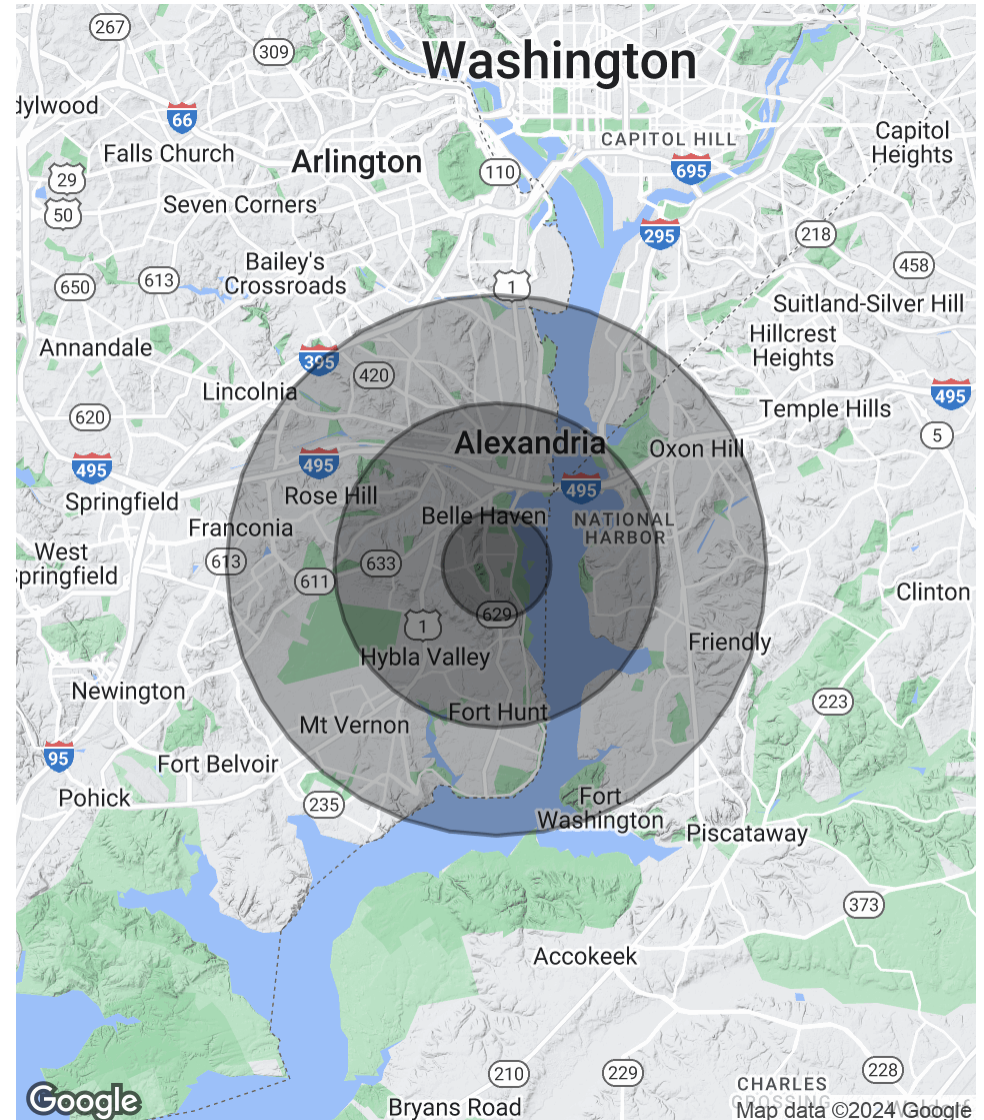 267
309
Washington
dylwood
66
Falls Church
Arlington
110
CAPITOL HILL
695
Capitol
Heights
29
50
Seven Corners
295
218
458
Bailey's
Crossroads
650
613
1
Suitland-Silver Hill
Hillcrest
Heights
Annandale
395
420
Lincolnia
495
Temple Hills
620
5
Alexandria
Oxon Hill
495
495
495
Springfield
Rose Hill
Franconia
Belle Haven
NATIONAL
HARBOR
West
Springfield
613
611
633
Clinton
629
1
Hybla Valley
Friendly
Newington
Mt Vernon
Fort Hunt
223
95
Fort Belvoir
Pohick
235
Fort
Washington
Piscataway
373
Accokeek
210
229
228
CHARLES
CROSSING
Waldorf
Google
Bryans Road
Map data ©2024 Google